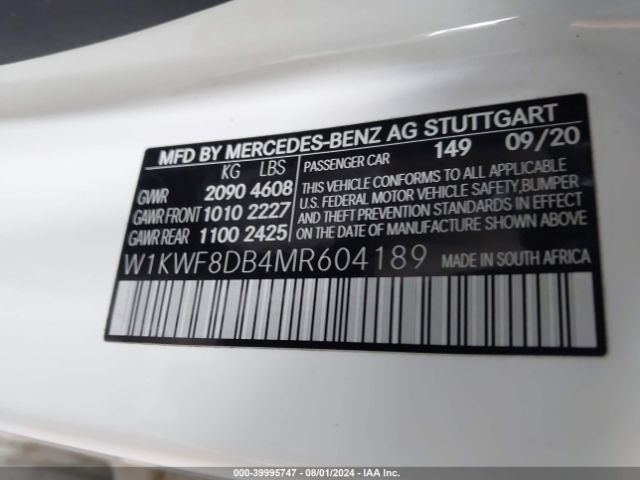 MFD BY MERCEDES-BENZ AG STUTTGART
KG LBS
GVWR 2090 4608
GAWR FRONT 1010 2227
GAWR REAR 1100 2425
PASSENGER CAR 149 09/20
THIS VEHICLE CONFORMS TO ALL APPLICABLE
U.S. FEDERAL MOTOR VEHICLE SAFETY,BUMPER
AND THEFT PREVENTION STANDARDS IN EFFECT
ON THE DATE OF MANUFACTURE SHOWN ABOVE
W1KWF8DB4MR604189 MADE IN SOUTH AFRICA
000-39995747 - 08/01/2024 - IAA Inc.